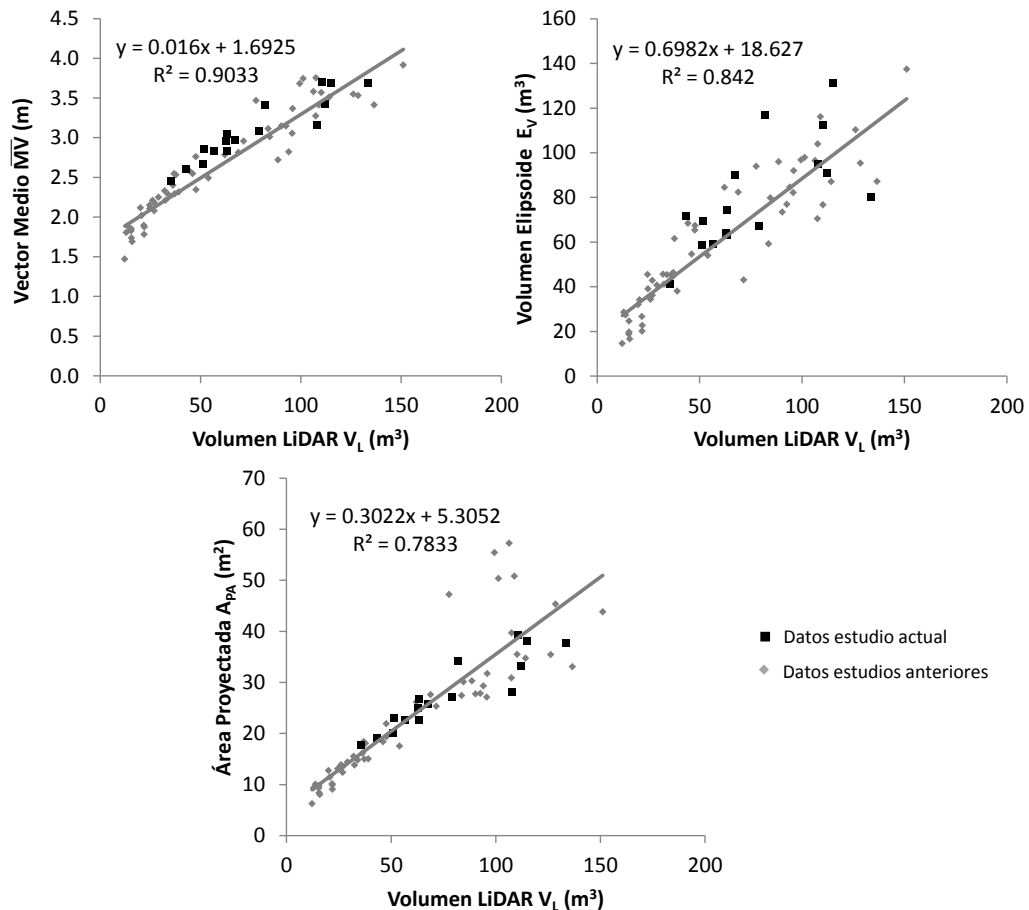 4.5
4.0
3.5
3.0
2.5
2.0
1.5
1.0
0.5
0.0
Vector Medio M̅V̅ (m)
y = 0.016x + 1.6925
R² = 0.9033
0 50 100 150 200
Volumen LiDAR V_L (m³)
160
140
120
100
80
60
40
20
0
Volumen Elipsoide E_V (m³)
y = 0.6982x + 18.627
R² = 0.842
0 50 100 150 200
Volumen LiDAR V_L (m³)
70
60
50
40
30
20
10
0
Área Proyectada A_PA (m²)
y = 0.3022x + 5.3052
R² = 0.7833
0 50 100 150 200
Volumen LiDAR V_L (m³)
Datos estudio actual
Datos estudios anteriores